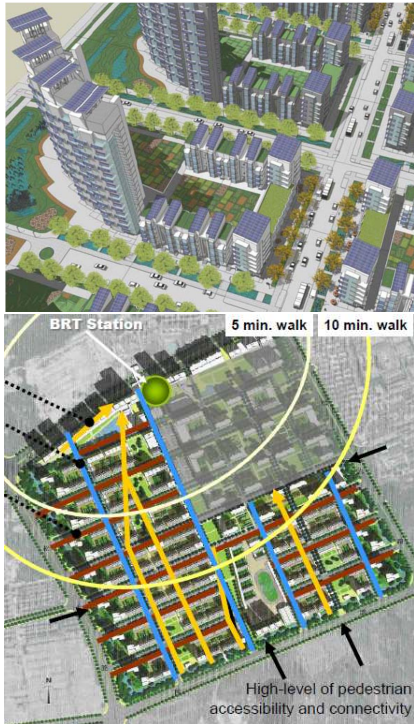 BRT Station
5 min. walk
10 min. walk
N
High-level of pedestrian
accessibility and connectivity